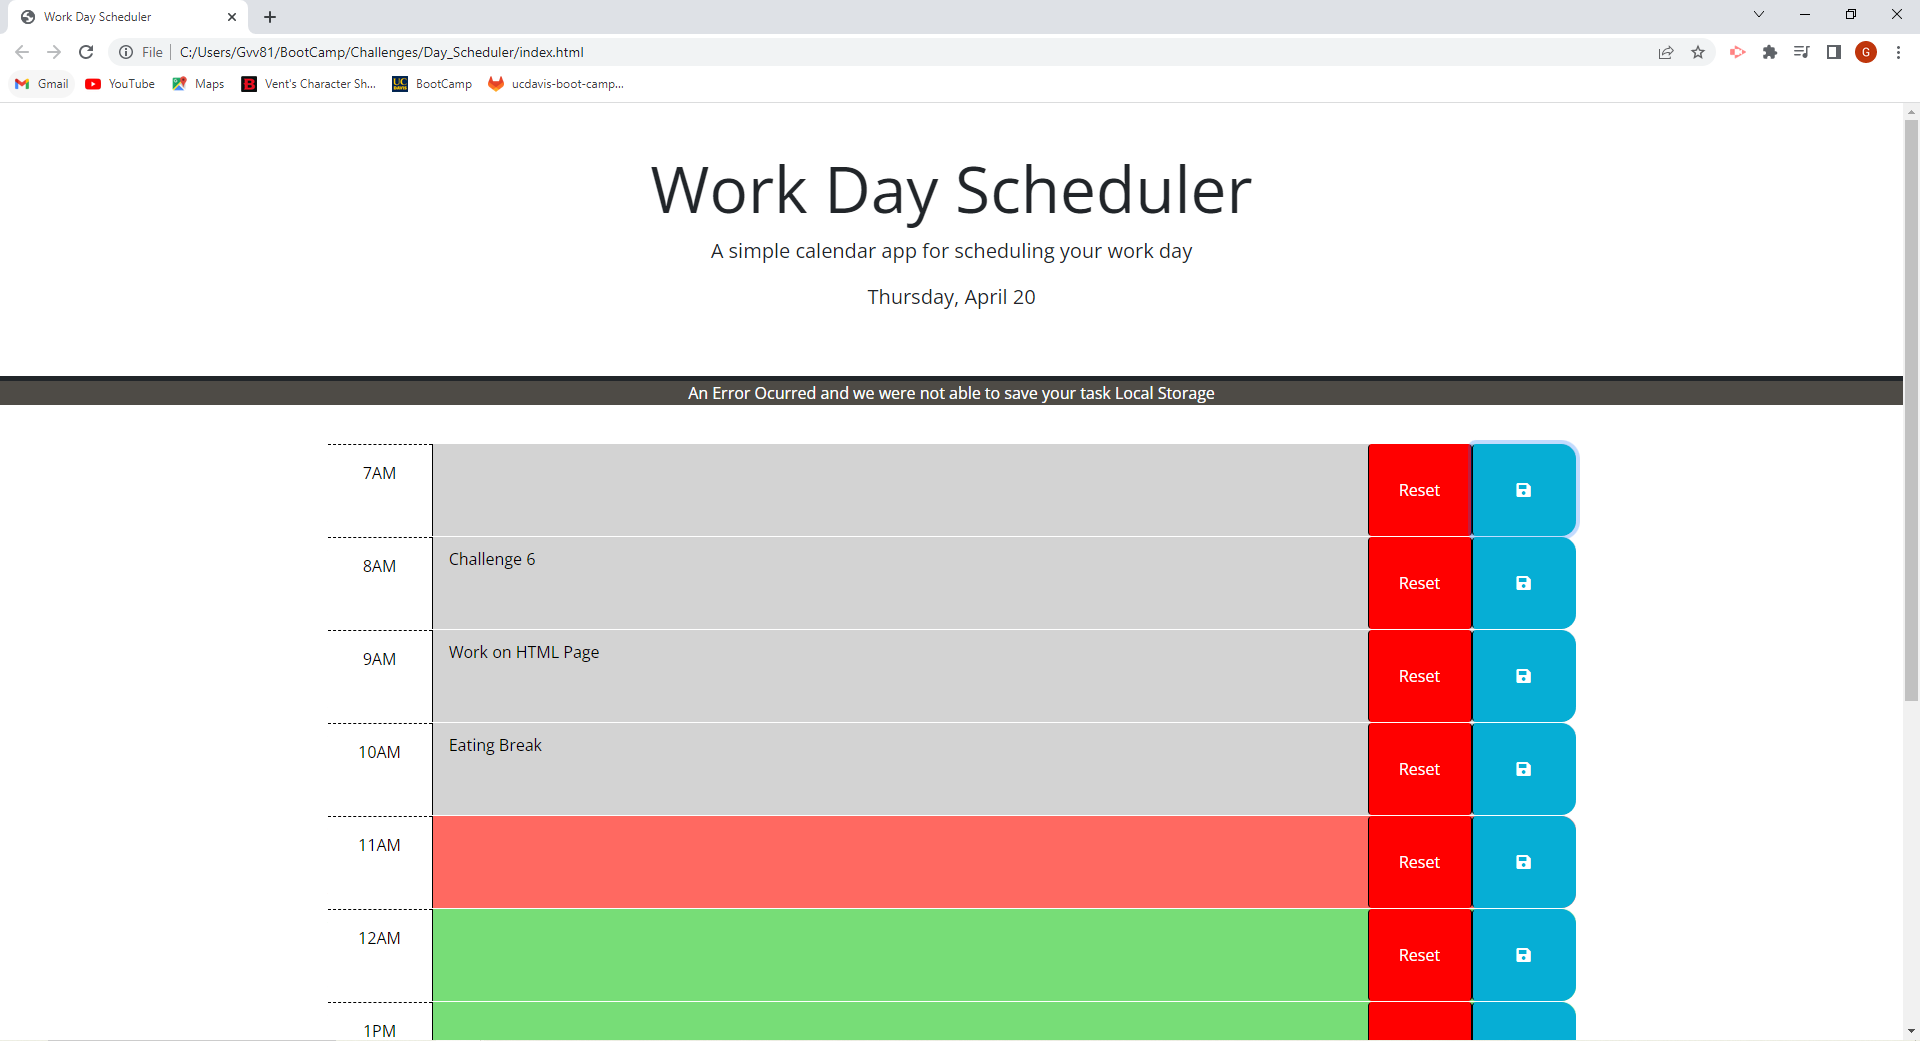 Work Day Scheduler
File C:/Users/Gvv81/BootCamp/Challenges/Day_Scheduler/index.html
G
Gmail YouTube Maps B Vent's Character Sh... UC DAVIS BootCamp ucdavis-boot-camp...
Work Day Scheduler
A simple calendar app for scheduling your work day
Thursday, April 20
An Error Ocurred and we were not able to save your task Local Storage
7AM Reset
8AM Challenge 6 Reset
9AM Work on HTML Page Reset
10AM Eating Break Reset
11AM Reset
12AM Reset
1PM